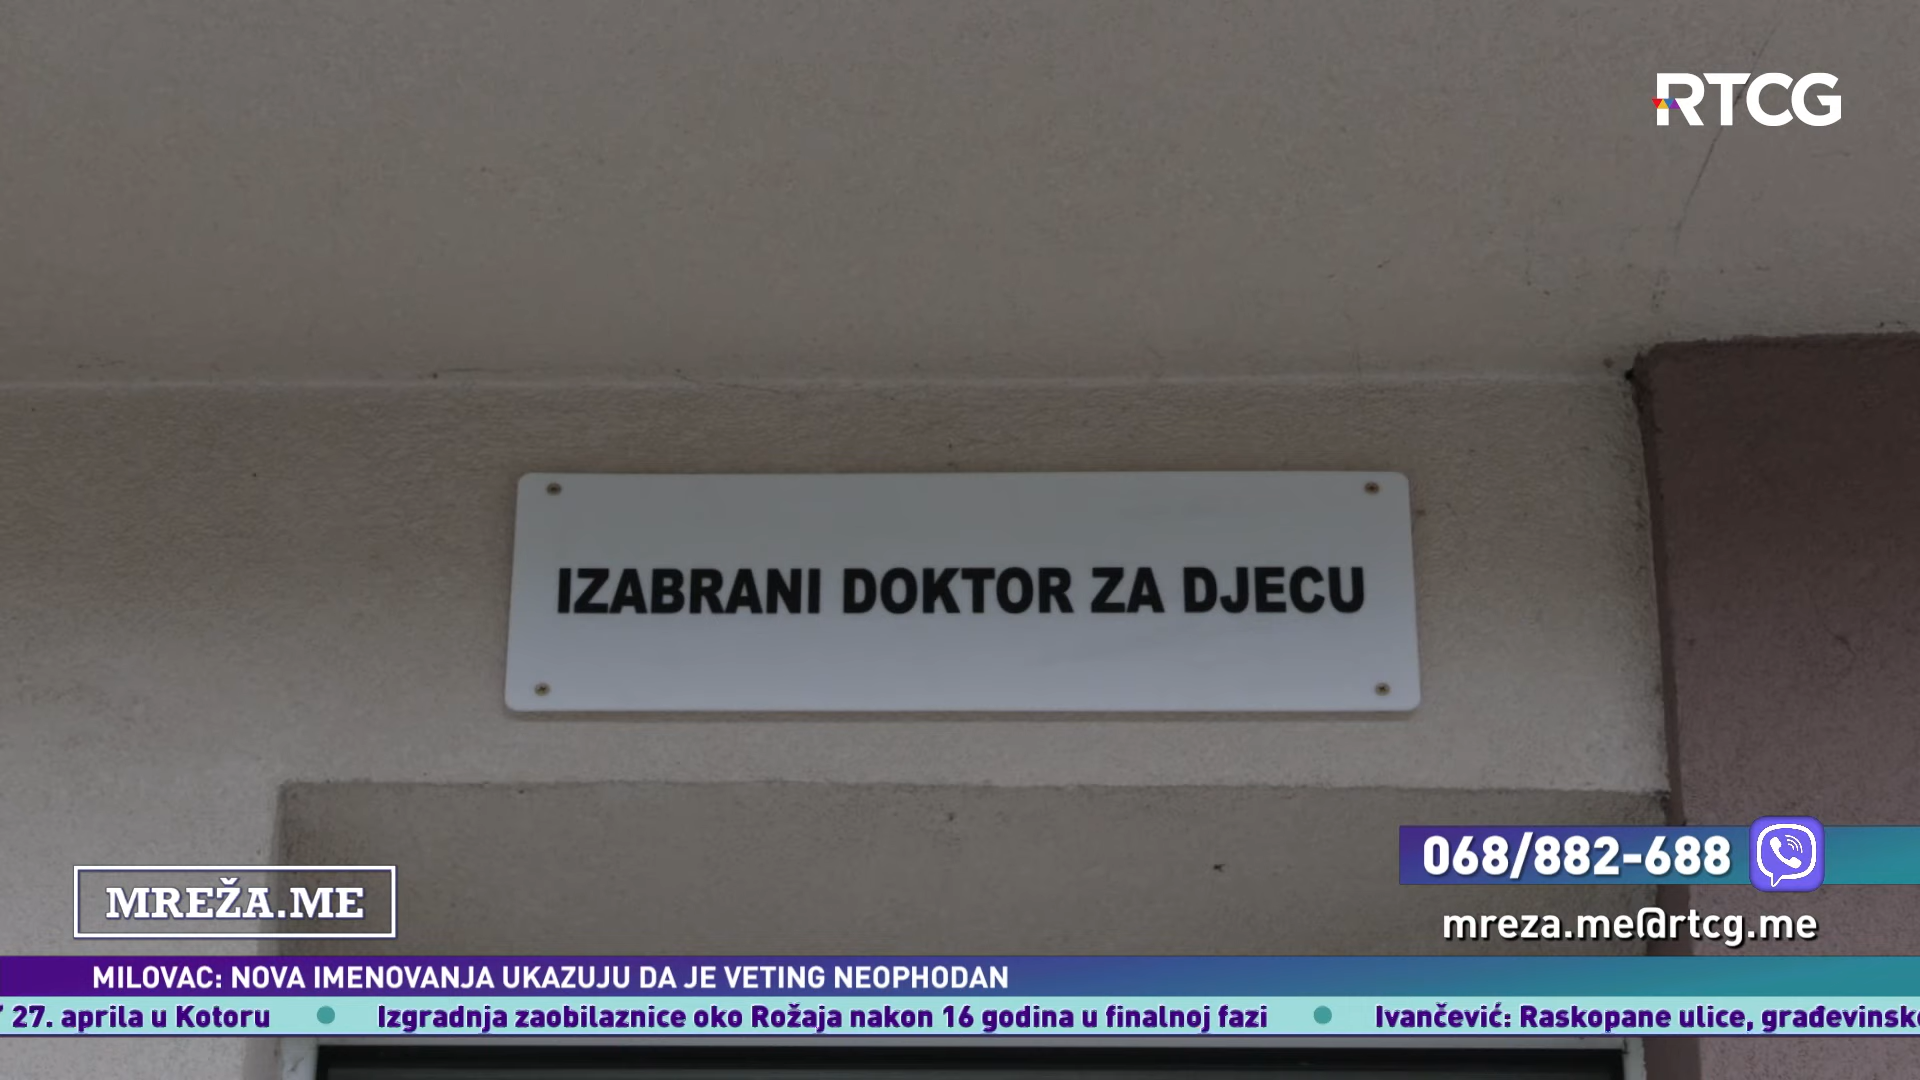 RTCG
IZABRANI DOKTOR ZA DJECU
068/882-688
MREŽA.ME
mreza.me@rtcg.me
MILOVAC: NOVA IMENOVANJA UKAZUJU DA JE VETING NEOPHODAN
27. aprila u Kotoru • Izgradnja zaobilaznice oko Rožaja nakon 16 godina u finalnoj fazi • Ivančević: Raskopane ulice,